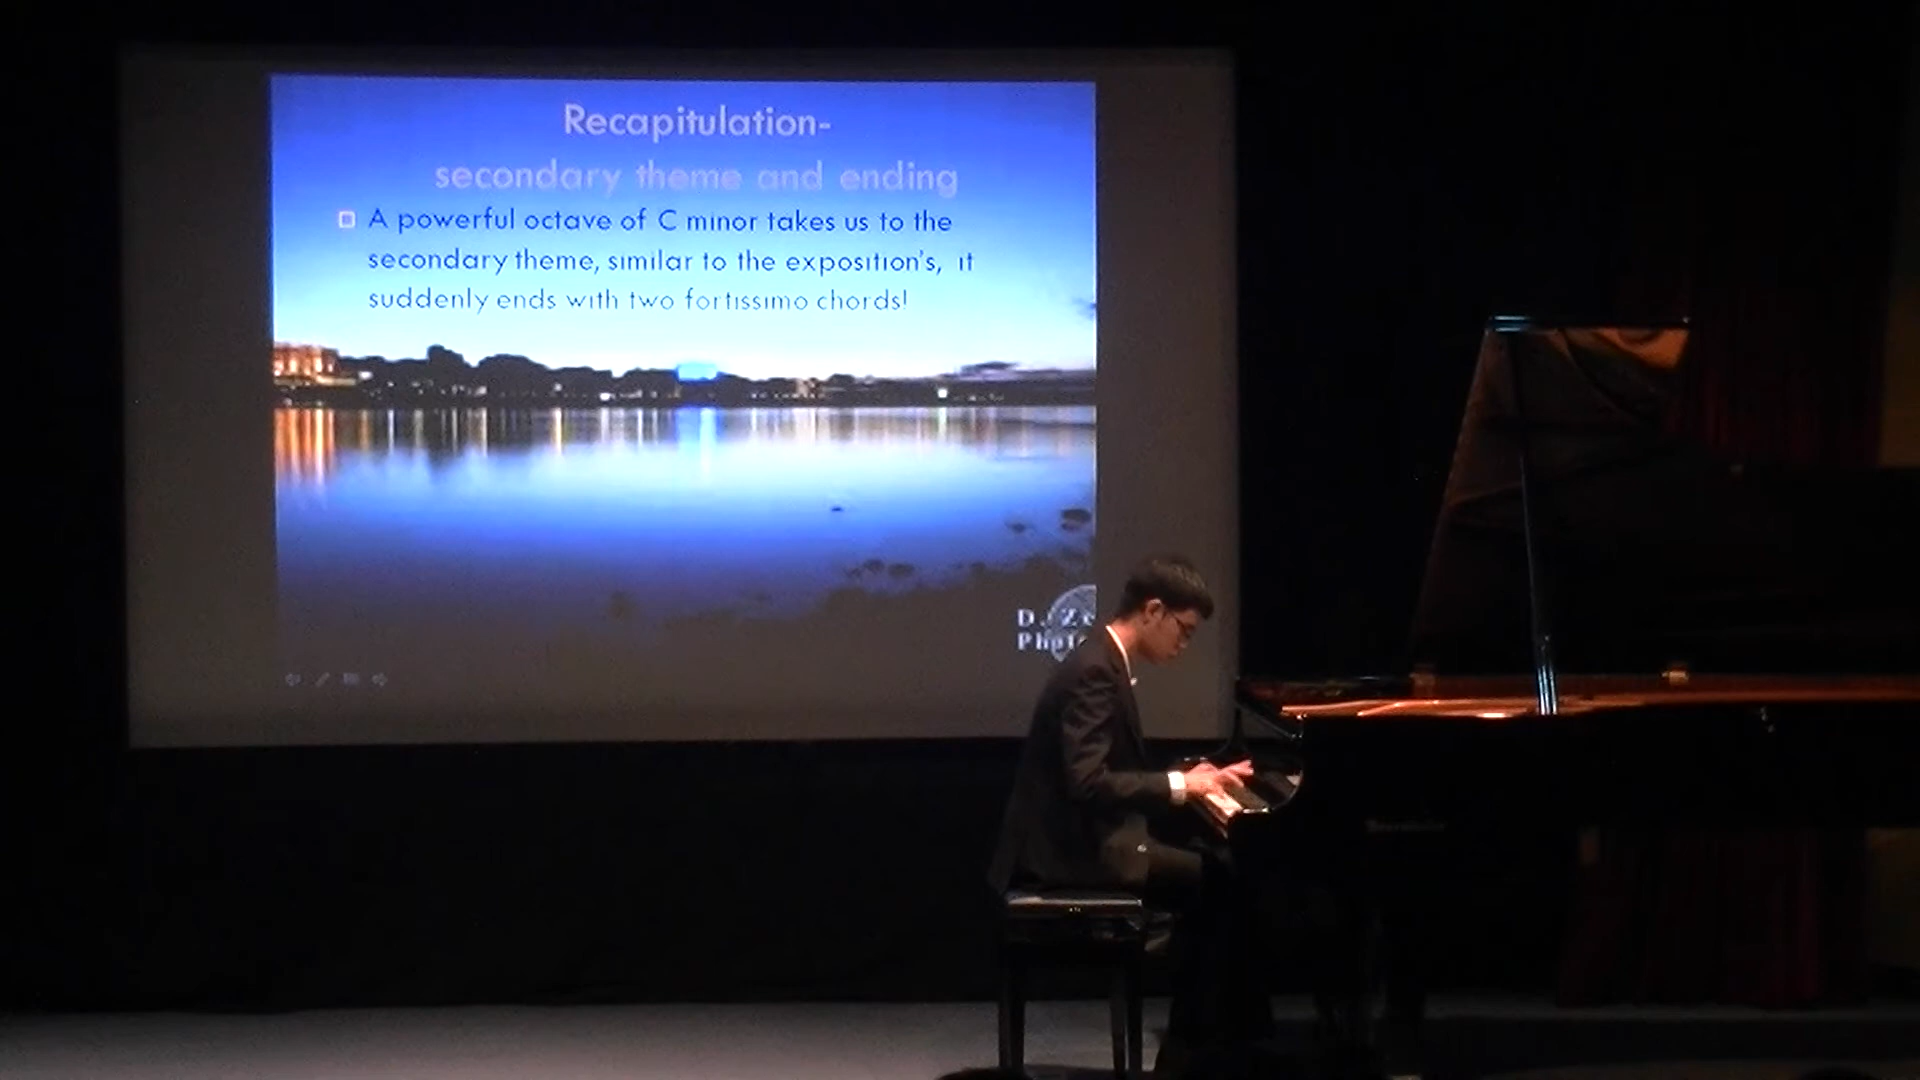 Recapitulation-
secondary theme and ending
A powerful octave of C minor takes us to the
secondary theme, similar to the exposition's, it
suddenly ends with two fortissimo chords!
D.